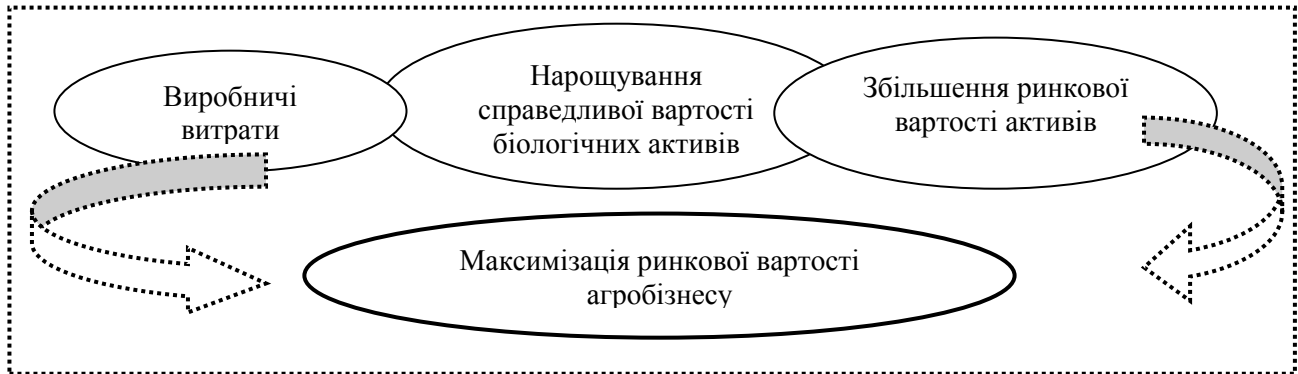 Виробничі
витрати
Нарощування
справедливої вартості
біологічних активів
Збільшення ринкової
вартості активів
Максимізація ринкової вартості
агробізнесу